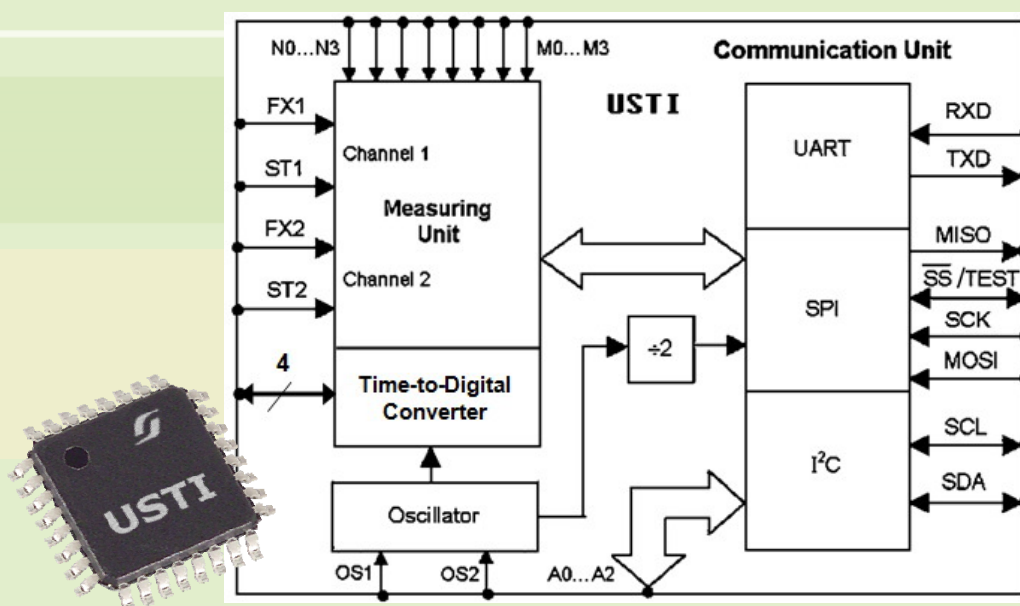 N0...N3
M0...M3
Communication Unit
USTI
FX1
ST1
FX2
ST2
4
Channel 1
Measuring
Unit
Channel 2
Time-to-Digital
Converter
Oscillator
OS1
OS2
A0...A2
÷2
UART
SPI
I²C
RXD
TXD
MISO
S̅S̅ /TEST
SCK
MOSI
SCL
SDA
USTI